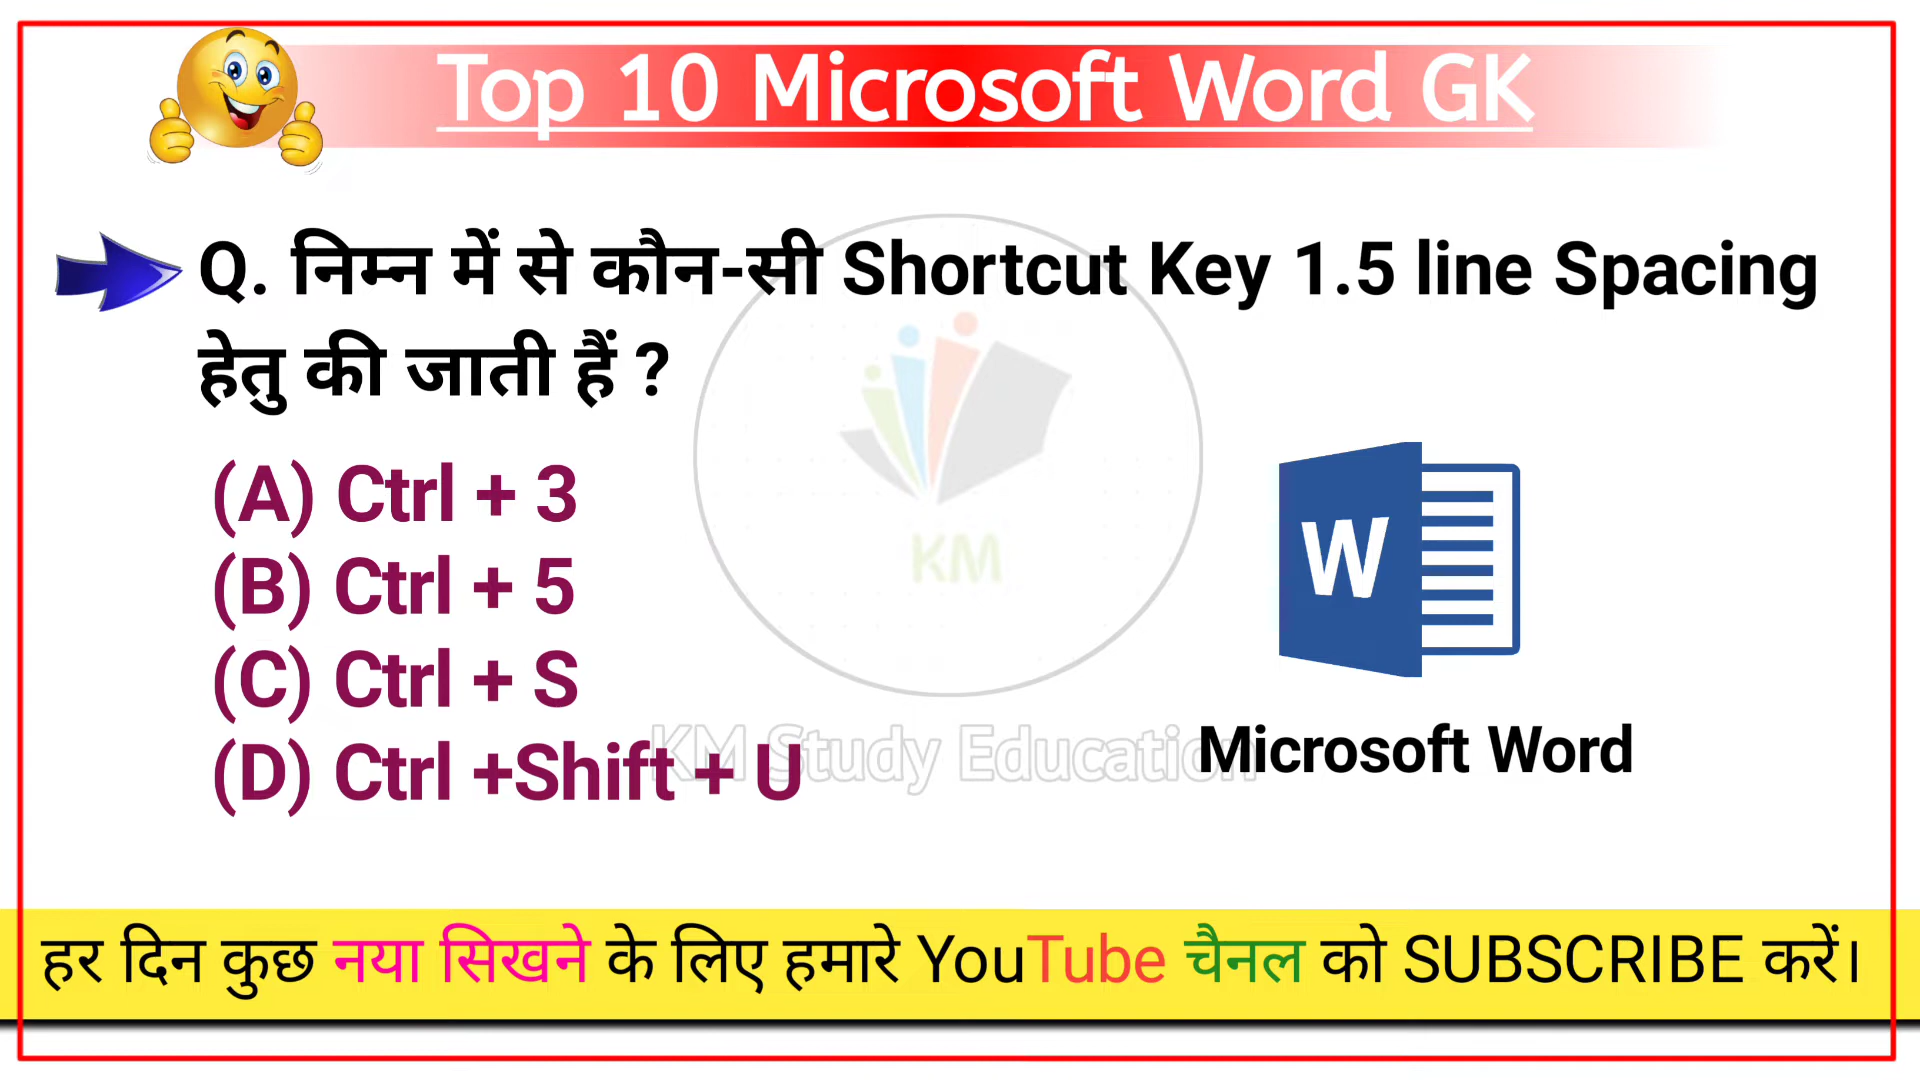 Top 10 Microsoft Word GK
Q. निम्न में से कौन-सी Shortcut Key 1.5 line Spacing
हेतु की जाती हैं ?
(A) Ctrl + 3
(B) Ctrl + 5
(C) Ctrl + S
(D) Ctrl +Shift + U
KM
W
KM Study Education
Microsoft Word
हर दिन कुछ नया सिखने के लिए हमारे YouTube चैनल को SUBSCRIBE करें।